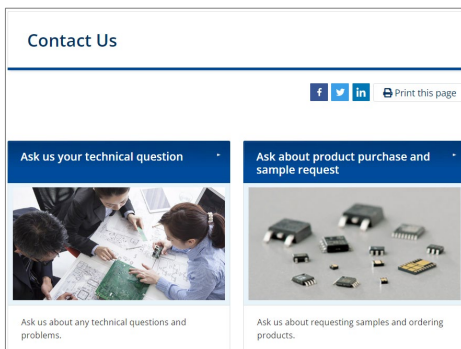 Contact Us
f in Print this page
Ask us your technical question
Ask about product purchase and
sample request
Ask us about any technical questions and
problems.
Ask us about requesting samples and ordering
products.